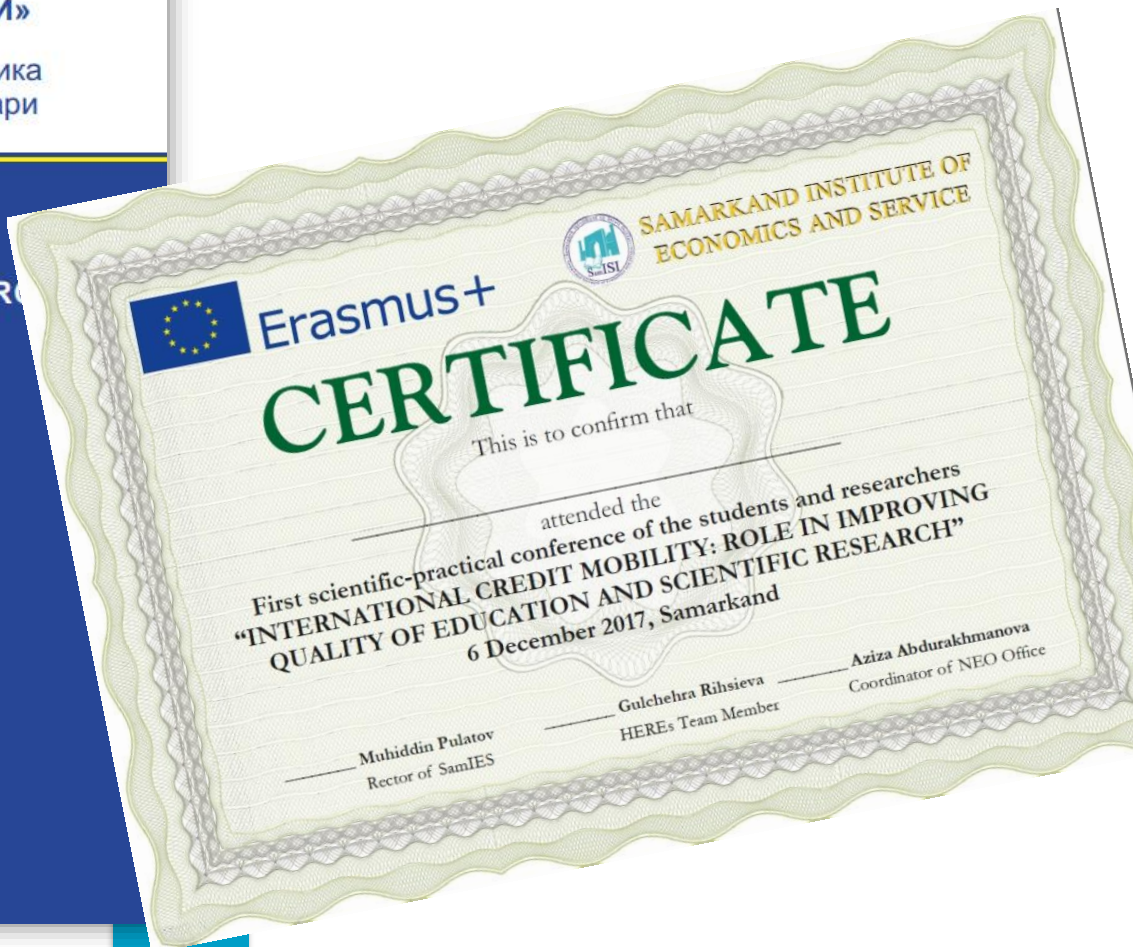 И»
ика
ари
SAMARKAND INSTITUTE OF
ECONOMICS AND SERVICE
SamISI
Erasmus+
CERTIFICATE
This is to confirm that
attended the
First scientific-practical conference of the students and researchers
“INTERNATIONAL CREDIT MOBILITY: ROLE IN IMPROVING
QUALITY OF EDUCATION AND SCIENTIFIC RESEARCH”
6 December 2017, Samarkand
Muhiddin Pulatov
Rector of SamIES
Gulchehra Rihsieva
HEREs Team Member
Aziza Abdurakhmanova
Coordinator of NEO Office